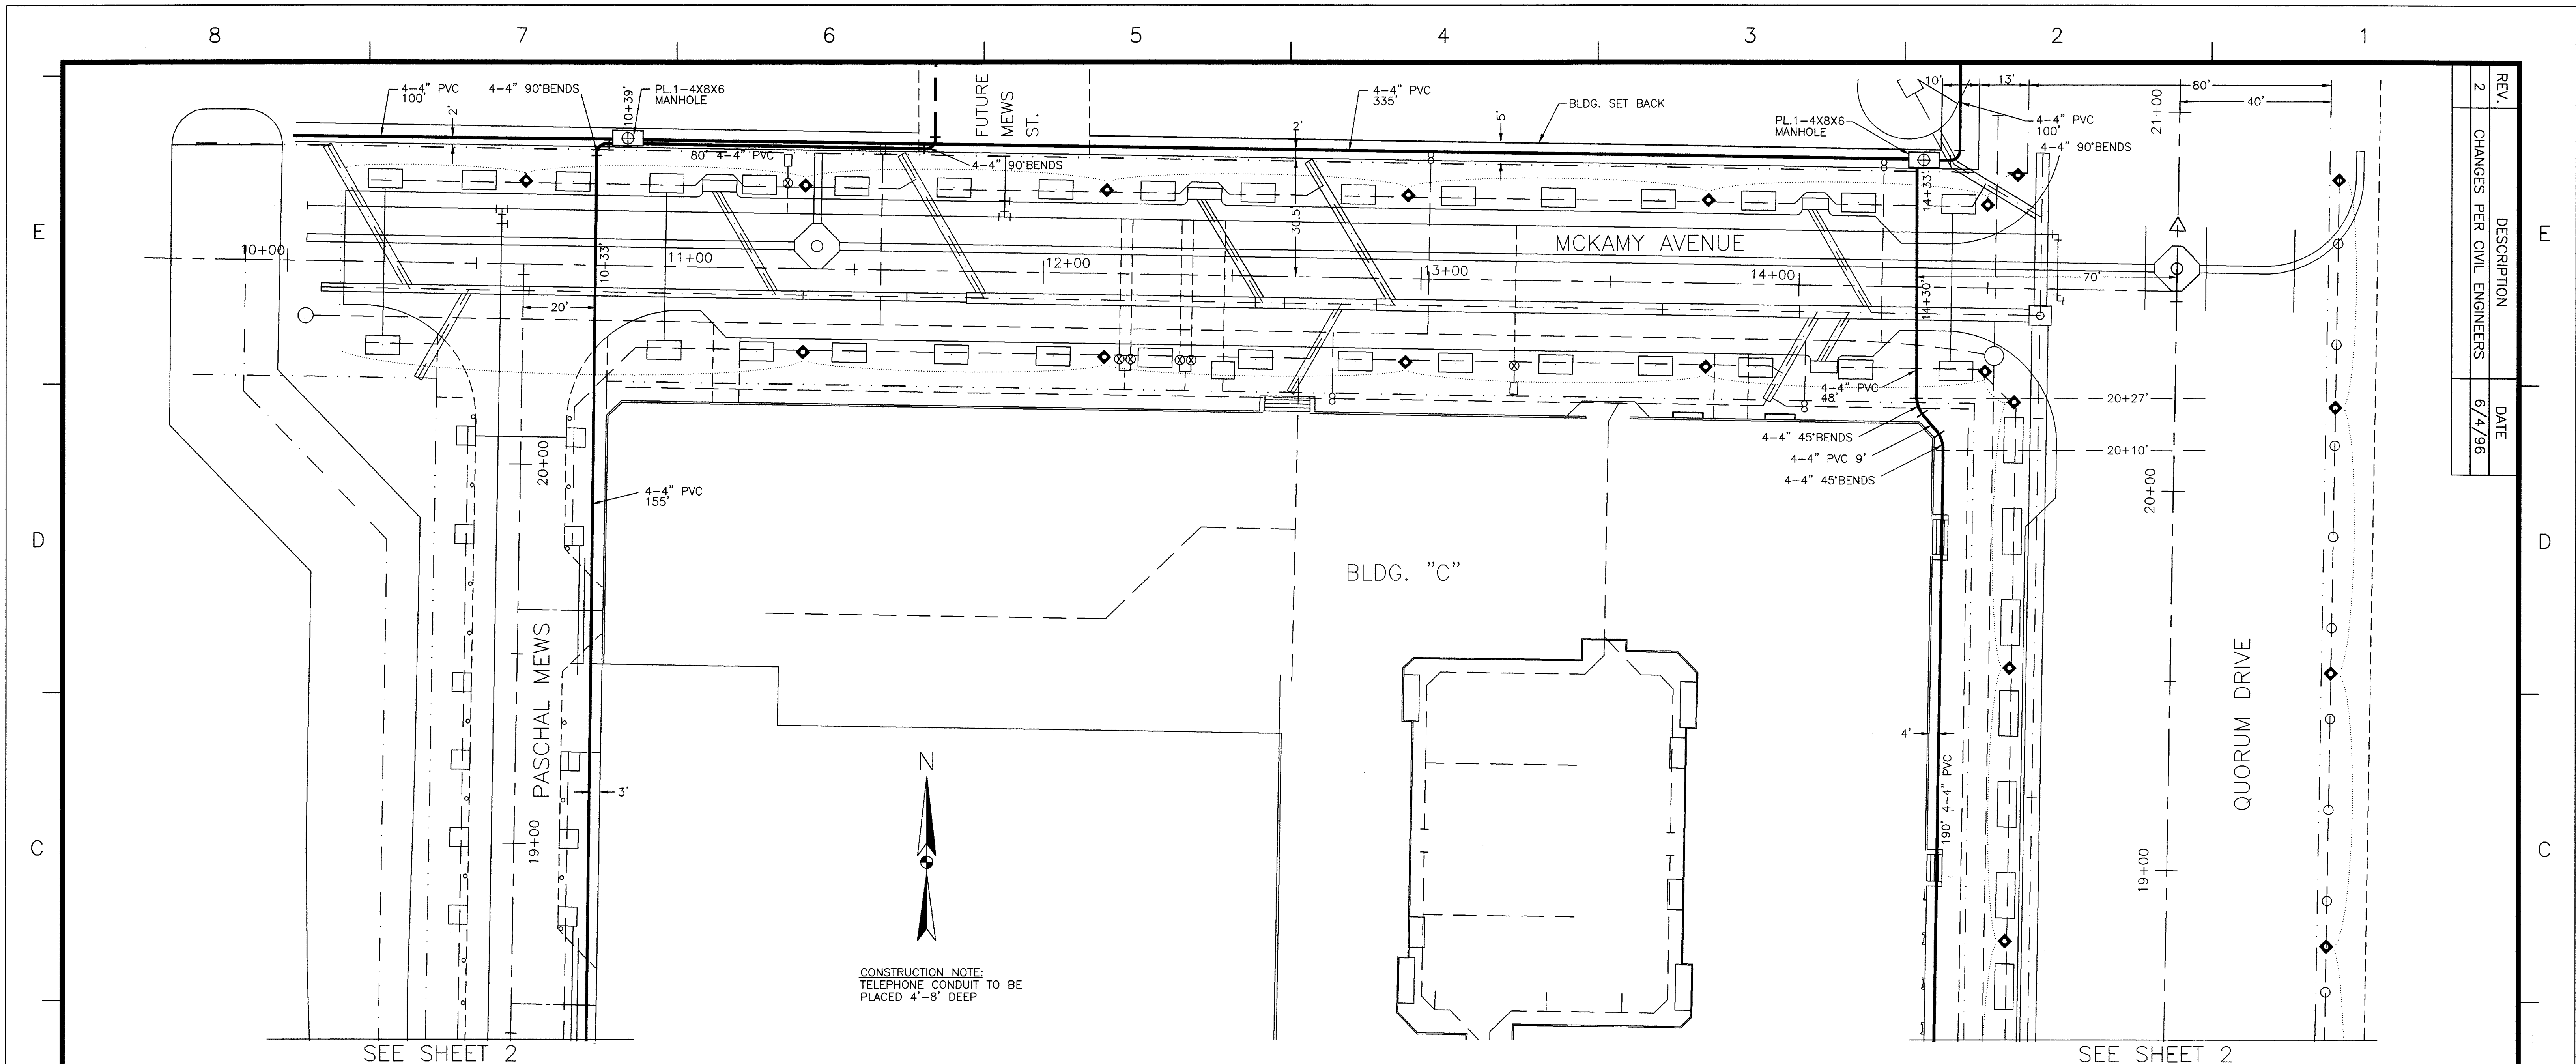 8 7 6 5 4 3 2 1
E
D
C
E
D
C
REV. DESCRIPTION DATE
2 CHANGES PER CIVIL ENGINEERS 6/4/96
4-4" PVC
100'
2'
4-4" 90°BENDS
10+39'
PL.1-4X8X6
MANHOLE
80' 4-4" PVC
FUTURE
MEWS
ST.
4-4" 90°BENDS
2'
4-4" PVC
335'
5'
BLDG. SET BACK
PL.1-4X8X6
MANHOLE
10'
13'
80'
40'
21+00
4-4" PVC
100'
4-4" 90°BENDS
14+33'
30.5'
MCKAMY AVENUE
10+00
10+33'
11+00
12+00
13+00
14+00
14+30'
70'
20'
4-4" PVC
48'
20+27'
4-4" 45°BENDS
4-4" PVC 9'
4-4" 45°BENDS
20+10'
20+00
20+00
4-4" PVC
155'
BLDG. "C"
PASCHAL MEWS
3'
19+00
N
4'
190' 4-4" PVC
QUORUM DRIVE
19+00
CONSTRUCTION NOTE:
TELEPHONE CONDUIT TO BE
PLACED 4'-8' DEEP
SEE SHEET 2
SEE SHEET 2